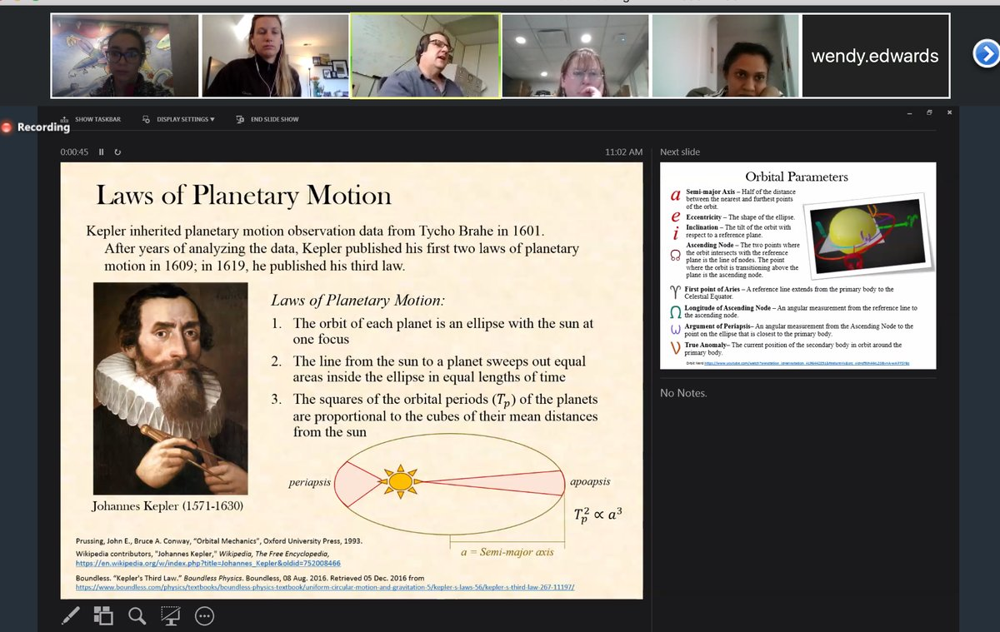 wendy.edwards
Recording
SHOW TASKBAR
DISPLAY SETTINGS ▼
END SLIDE SHOW
0:00:45
11:02 AM
Next slide
Laws of Planetary Motion
Kepler inherited planetary motion observation data from Tycho Brahe in 1601.
After years of analyzing the data, Kepler published his first two laws of planetary
motion in 1609; in 1619, he published his third law.
Laws of Planetary Motion:
1. The orbit of each planet is an ellipse with the sun at
one focus
2. The line from the sun to a planet sweeps out equal
areas inside the ellipse in equal lengths of time
3. The squares of the orbital periods (Tₚ) of the planets
are proportional to the cubes of their mean distances
from the sun
periapsis
apoapsis
Tₚ² ∝ a³
a = Semi-major axis
Johannes Kepler (1571-1630)
Prussing, John E., Bruce A. Conway, "Orbital Mechanics", Oxford University Press, 1993.
Wikipedia contributors, "Johannes Kepler," Wikipedia, The Free Encyclopedia,
https://en.wikipedia.org/w/index.php?title=Johannes_Kepler&oldid=752008466
Boundless. "Kepler's Third Law." Boundless Physics. Boundless, 08 Aug. 2016. Retrieved 05 Dec. 2016 from
https://www.boundless.com/physics/textbooks/boundless-physics-textbook/uniform-circular-motion-and-gravitation-5/kepler-s-laws-56/kepler-s-third-law-267-11197/
Orbital Parameters
a Semi-major Axis – Half of the distance
between the nearest and furthest points
of the orbit.
e Eccentricity – The shape of the ellipse.
i Inclination – The tilt of the orbit with
respect to a reference plane.
☊ Ascending Node – The two points where
the orbit intersects with the reference
plane is the line of nodes. The point
where the orbit is transitioning above the
plane is the ascending node.
♈ First point of Aries – A reference line extends from the primary body to the
Celestial Equator.
Ω Longitude of Ascending Node – An angular measurement from the reference line to
the ascending node.
ω Argument of Periapsis– An angular measurement from the Ascending Node to the
point on the ellipse that is closest to the primary body.
ν True Anomaly– The current position of the secondary body in orbit around the
primary body.
No Notes.